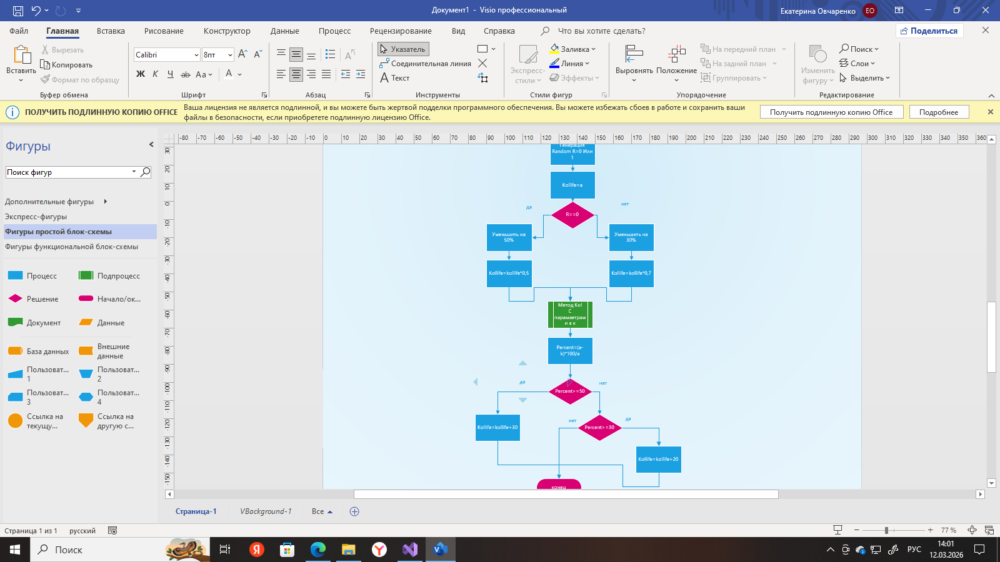 Документ1 - Visio профессиональный
Екатерина Овчаренко
ЕО
Файл
Главная
Вставка
Рисование
Конструктор
Данные
Процесс
Рецензирование
Вид
Справка
Что вы хотите сделать?
Поделиться
Вставить
Вырезать
Копировать
Формат по образцу
Буфер обмена
Calibri
8пт
Ж К Ч ab Aa А
Шрифт
Абзац
Указатель
Соединительная линия
Текст
Инструменты
Экспресс-
стили
Заливка
Линия
Эффекты
Стили фигур
Выровнять
Положение
На передний план
На задний план
Группировать
Упорядочение
Изменить
фигуру
Поиск
Слои
Выделить
Редактирование
ПОЛУЧИТЬ ПОДЛИННУЮ КОПИЮ OFFICE
Ваша лицензия не является подлинной, и вы можете быть жертвой подделки программного обеспечения. Вы можете избежать сбоев в работе и сохранить ваши
файлы в безопасности, если приобретете подлинную лицензию Office.
Получить подлинную копию Office
Подробнее
Фигуры
Поиск фигур
Дополнительные фигуры
Экспресс-фигуры
Фигуры простой блок-схемы
Фигуры функциональной блок-схемы
Процесс
Подпроцесс
Решение
Начало/ок...
Документ
Данные
База данных
Внешние
данные
Пользоват...
1
Пользоват...
2
Пользоват...
3
Пользоват...
4
Ссылка на
текущу...
Ссылка на
другую с...
-80 -70 -60 -50 -40 -30 -20 -10 0 10 20 30 40 50 60 70 80 90 100 110 120 130 140 150 160 170 180 190 200 210 220 230 240 250 260 270 280 290 300 310 320 330 340 350 360
30
20
10
0
-10
-20
-30
-40
-50
-60
-70
-80
-90
-100
-110
-120
-130
-140
-150
Генерация
Random R=0 Или
1
Kollife=a
да
нет
R==0
Уменьшить на
50%
Уменьшить на
30%
Kollife=kollife*0,5
Kollife=kollife*0,7
Метод Kol
С
параметрам
и а к
Percent=(a-
k)*100/a
да
нет
Percent>=50
нет
да
Kollife=kollife+30
Percent>=30
Kollife=kollife+20
конец
Страница-1
VBackground-1
Все
Страница 1 из 1
русский
77 %
Поиск
РУС
14:01
12.03.2026